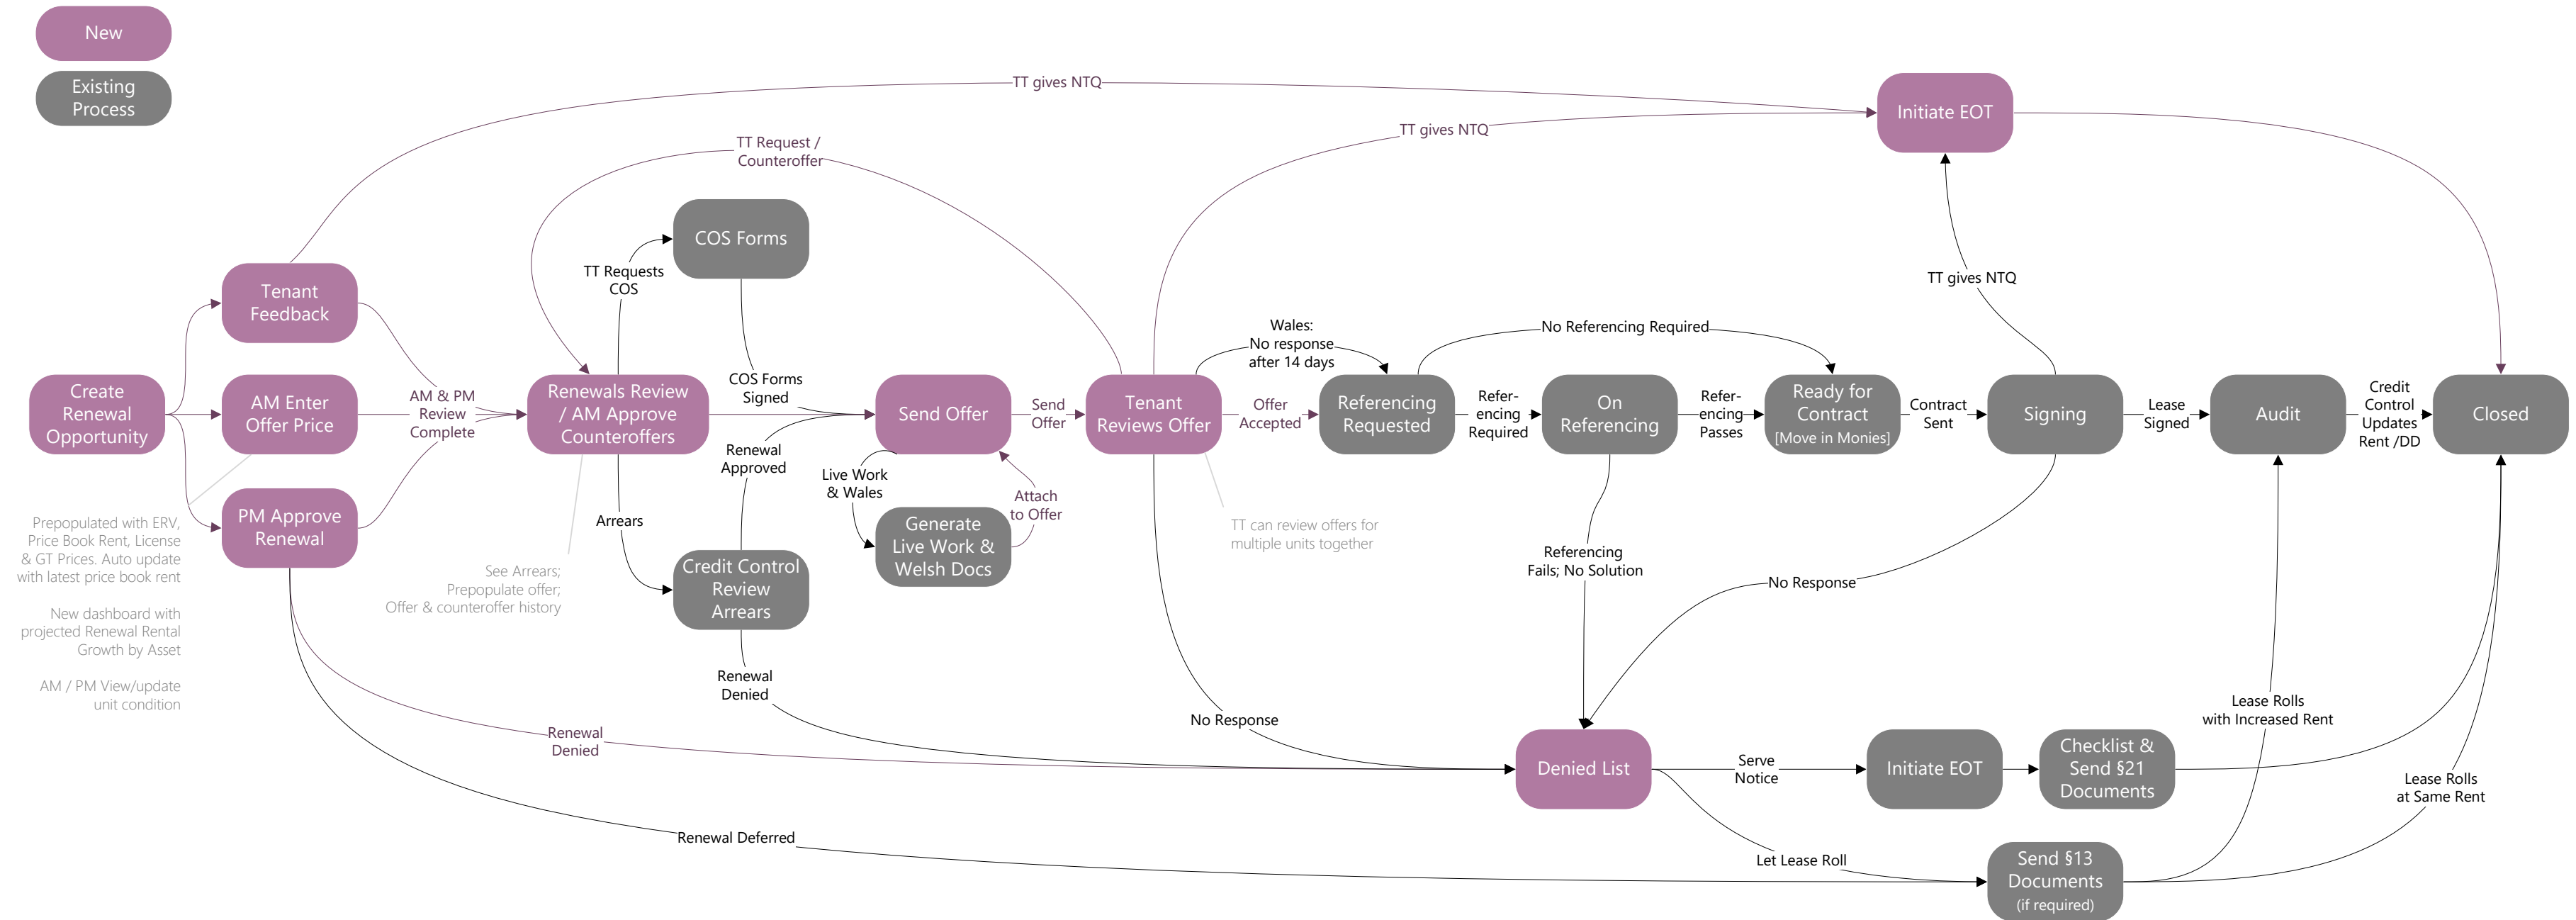 New
Existing
Process
TT gives NTQ
Initiate EOT
TT gives NTQ
TT Request /
Counteroffer
COS Forms
TT Requests
COS
TT gives NTQ
Tenant
Feedback
Wales:
No response
after 14 days
No Referencing Required
Create
Renewal
Opportunity
AM Enter
Offer Price
AM & PM
Review
Complete
Renewals Review
/ AM Approve
Counteroffers
COS Forms
Signed
Send Offer
Send
Offer
Tenant
Reviews Offer
Offer
Accepted
Referencing
Requested
Refer-
encing
Required
On
Referencing
Refer-
encing
Passes
Ready for
Contract
[Move in Monies]
Contract
Sent
Signing
Lease
Signed
Audit
Credit
Control
Updates
Rent /DD
Closed
Renewal
Approved
Live Work
& Wales
Attach
to Offer
PM Approve
Renewal
Arrears
Generate
Live Work &
Welsh Docs
TT can review offers for
multiple units together
Prepopulated with ERV,
Price Book Rent, License
& GT Prices. Auto update
with latest price book rent
New dashboard with
projected Renewal Rental
Growth by Asset
AM / PM View/update
unit condition
See Arrears;
Prepopulate offer;
Offer & counteroffer history
Credit Control
Review
Arrears
Referencing
Fails; No Solution
No Response
Renewal
Denied
No Response
Lease Rolls
with Increased Rent
Renewal
Denied
Denied List
Serve
Notice
Initiate EOT
Checklist &
Send §21
Documents
Lease Rolls
at Same Rent
Renewal Deferred
Let Lease Roll
Send §13
Documents
(if required)